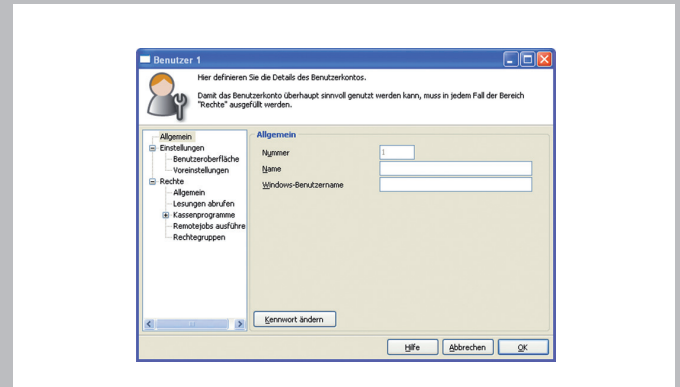 Benutzer 1
Hier definieren Sie die Details des Benutzerkontos.
Damit das Benutzerkonto überhaupt sinnvoll genutzt werden kann, muss in jedem Fall der Bereich
"Rechte" ausgefüllt werden.
Allgemein
Einstellungen
Benutzeroberfläche
Voreinstellungen
Rechte
Allgemein
Lesungen abrufen
Kassenprogramme
Remotejobs ausführe
Rechtegruppen
Allgemein
Nummer 1
Name
Windows-Benutzername
Kennwort ändern
Hilfe Abbrechen OK